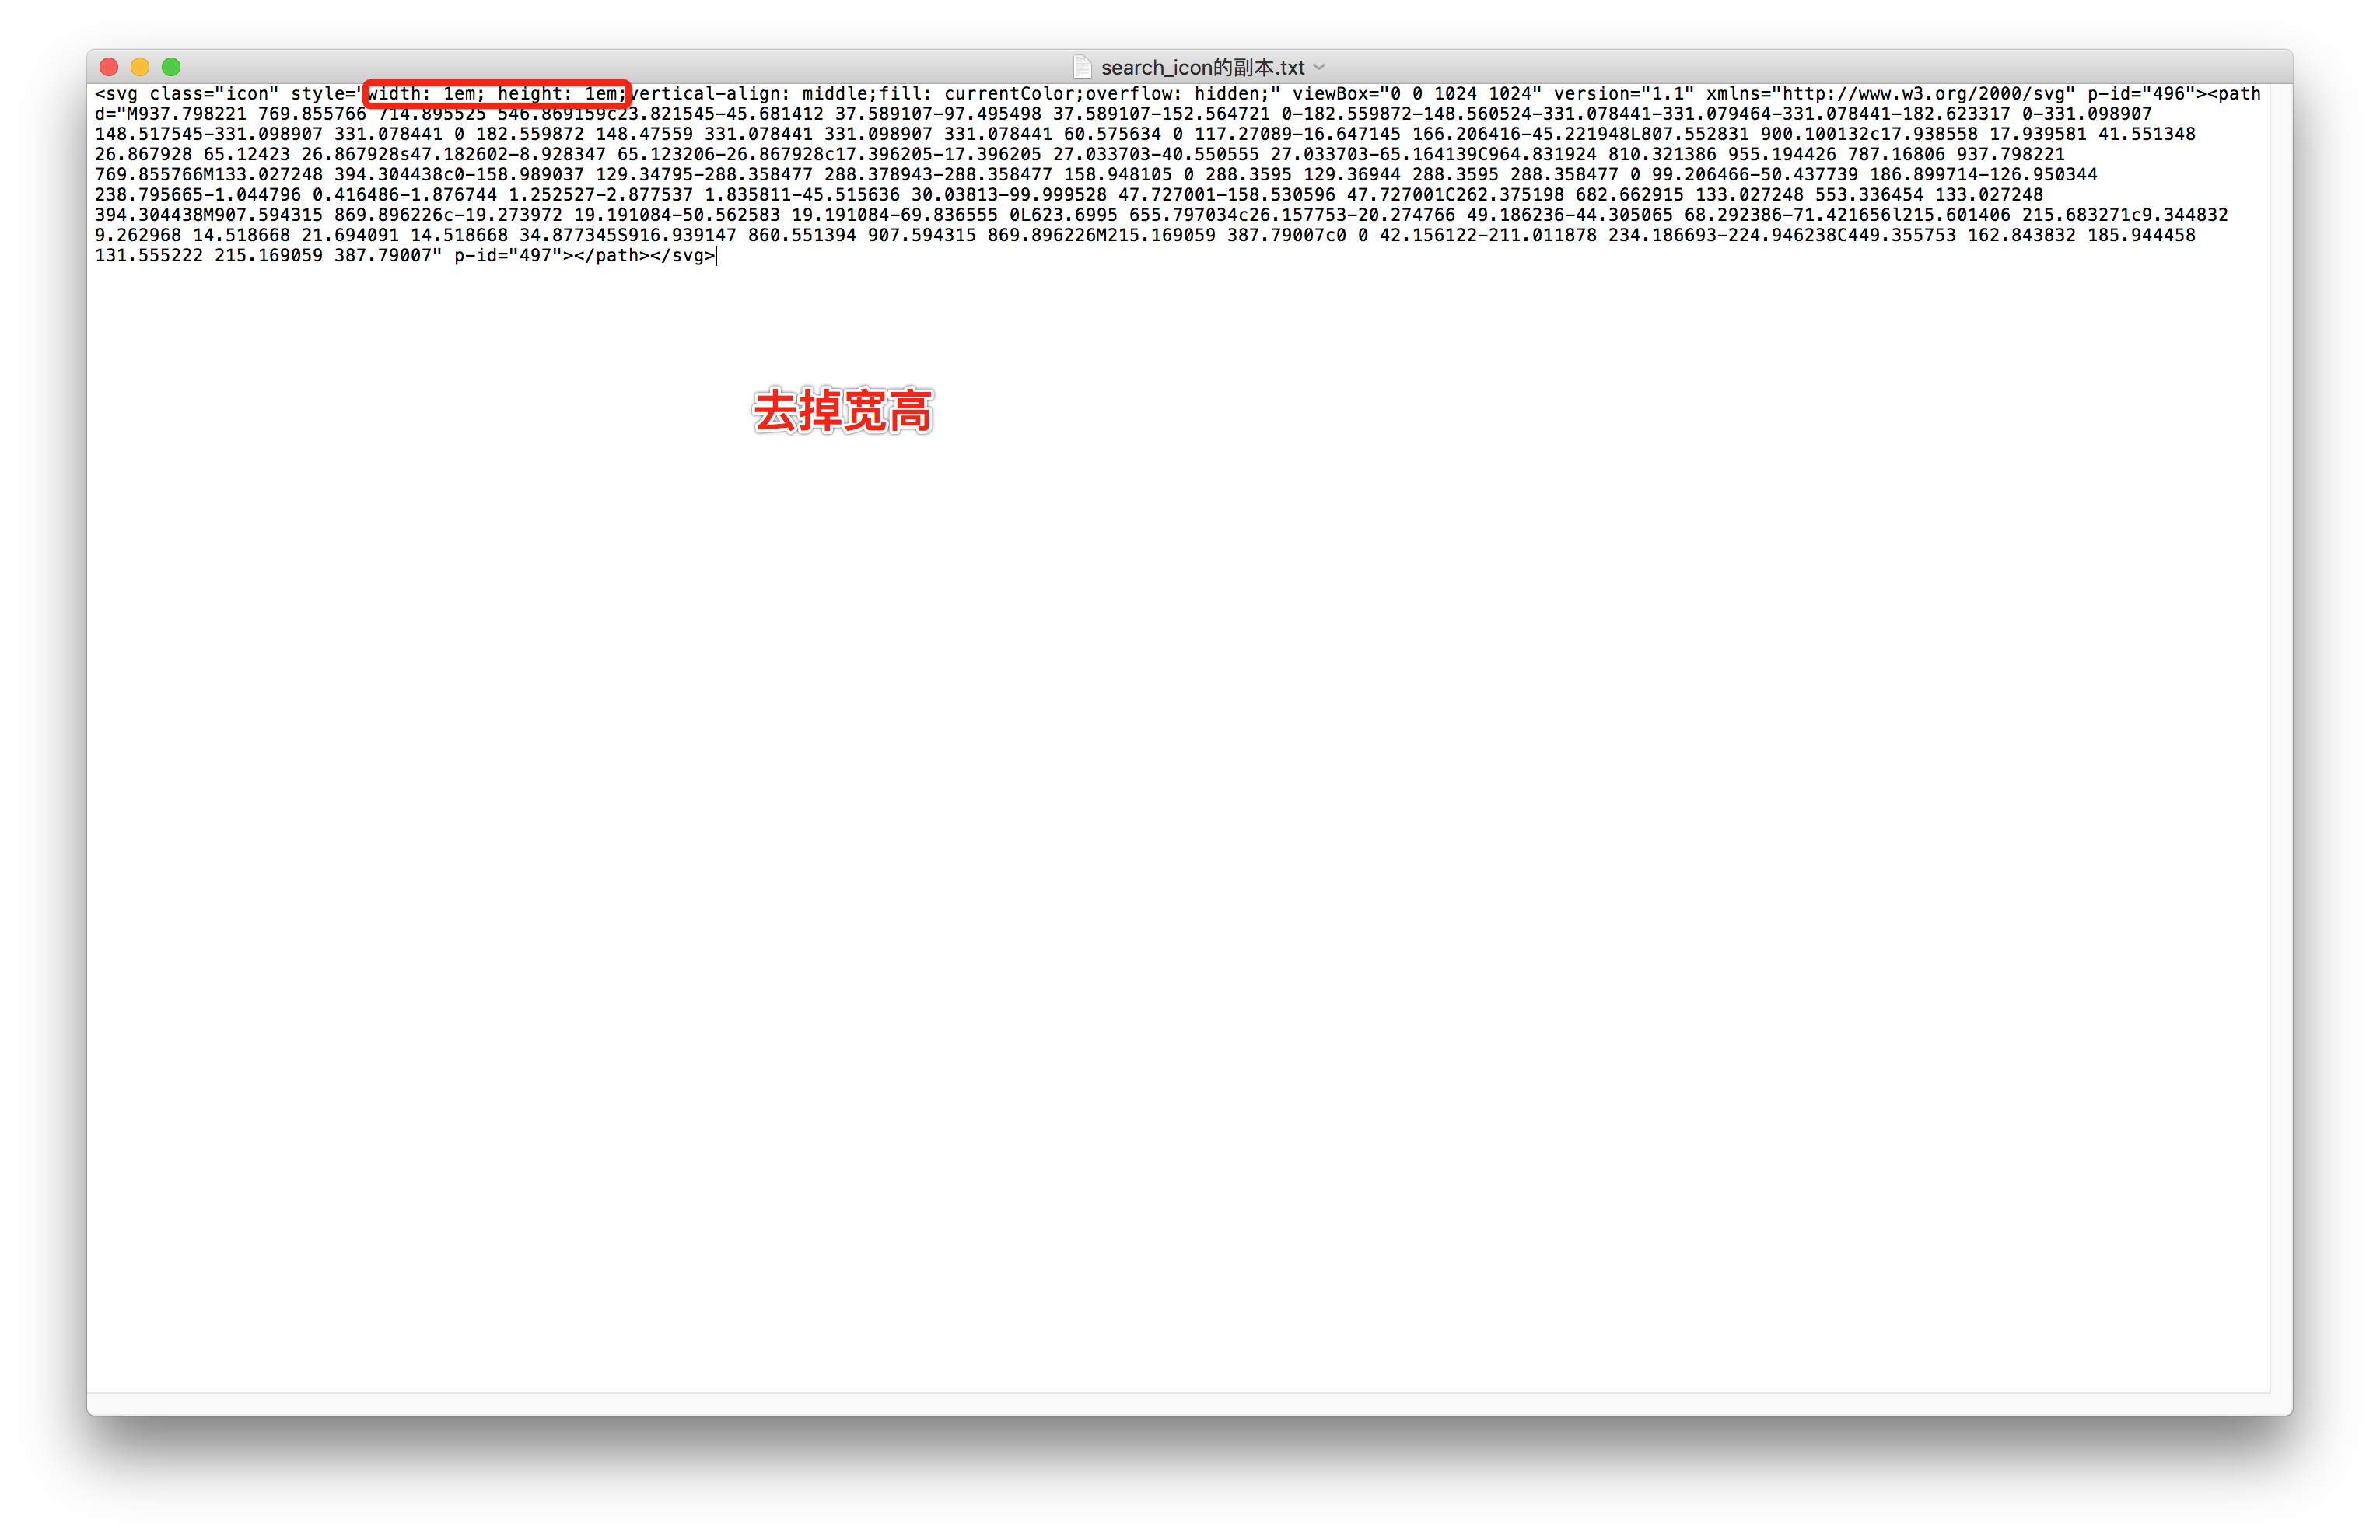 search_icon的副本.txt
<svg class="icon" style="width: 1em; height: 1em;vertical-align: middle;fill: currentColor;overflow: hidden;" viewBox="0 0 1024 1024" version="1.1" xmlns="http://www.w3.org/2000/svg" p-id="496"><path
d="M937.798221 769.855766 714.895525 546.869159c23.821545-45.681412 37.589107-97.495498 37.589107-152.564721 0-182.559872-148.560524-331.078441-331.079464-331.078441-182.623317 0-331.098907
148.517545-331.098907 331.078441 0 182.559872 148.47559 331.078441 331.098907 331.078441 60.575634 0 117.27089-16.647145 166.206416-45.221948L807.552831 900.100132c17.938558 17.939581 41.551348
26.867928 65.12423 26.867928s47.182602-8.928347 65.123206-26.867928c17.396205-17.396205 27.033703-40.550555 27.033703-65.164139C964.831924 810.321386 955.194426 787.16806 937.798221
769.855766M133.027248 394.304438c0-158.989037 129.34795-288.358477 288.378943-288.358477 158.948105 0 288.3595 129.36944 288.3595 288.358477 0 99.206466-50.437739 186.899714-126.950344
238.795665-1.044796 0.416486-1.876744 1.252527-2.877537 1.835811-45.515636 30.03813-99.999528 47.727001-158.530596 47.727001C262.375198 682.662915 133.027248 553.336454 133.027248
394.304438M907.594315 869.896226c-19.273972 19.191084-50.562583 19.191084-69.836555 0L623.6995 655.797034c26.157753-20.274766 49.186236-44.305065 68.292386-71.421656l215.601406 215.683271c9.344832
9.262968 14.518668 21.694091 14.518668 34.877345S916.939147 860.551394 907.594315 869.896226M215.169059 387.79007c0 0 42.156122-211.011878 234.186693-224.946238C449.355753 162.843832 185.944458
131.555222 215.169059 387.79007" p-id="497"></path></svg>
去掉宽高